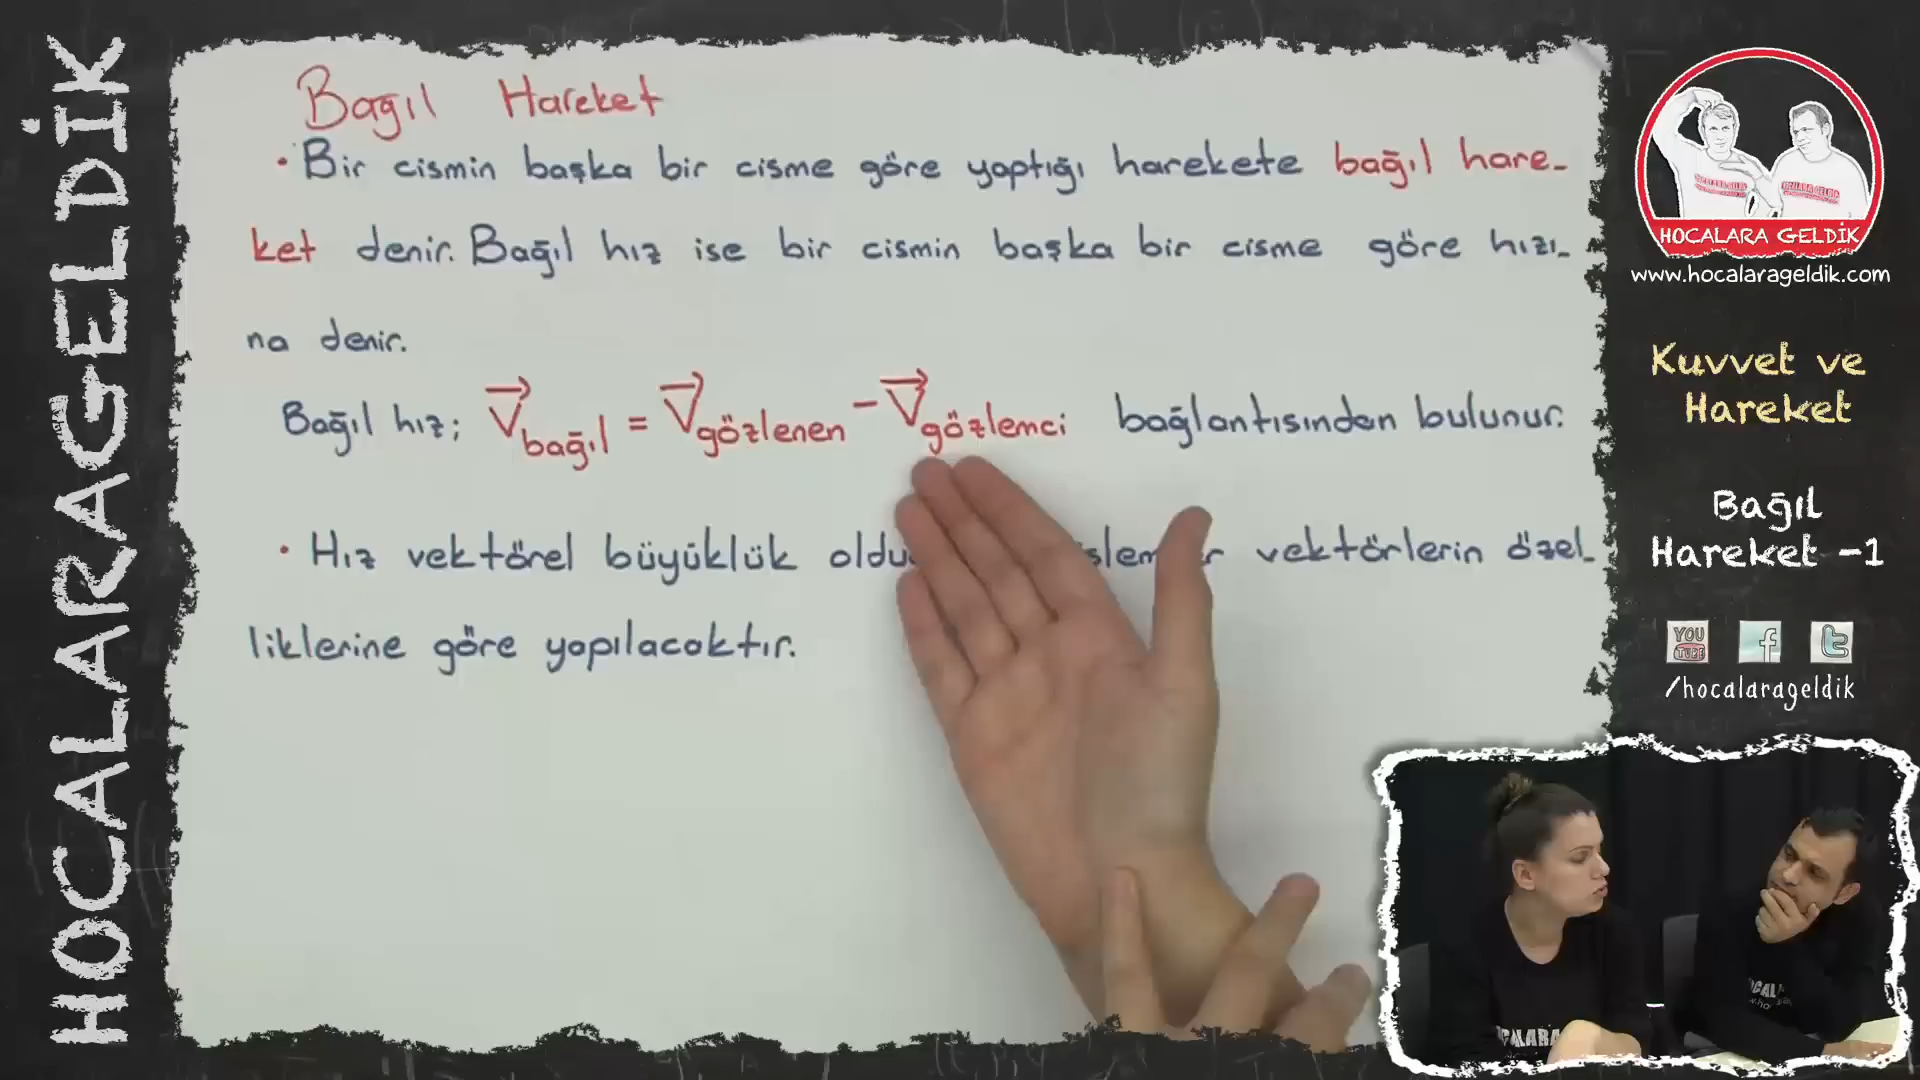 HOCALARAGELDİK
Bağıl Hareket
• Bir cismin başka bir cisme göre yaptığı harekete bağıl hare-
ket denir. Bağıl hız ise bir cismin başka bir cisme göre hızı-
na denir.
Bağıl hız; V bağıl = V gözlenen - V gözlemci bağlantısından bulunur.
• Hız vektörel büyüklük vektörlerin özel-
liklerine göre yapılacaktır.
HOCALARA GELDİK
www.hocalarageldik.com
Kuvvet ve
Hareket
Bağıl
Hareket -1
YOU TUBE f t
/hocalarageldik